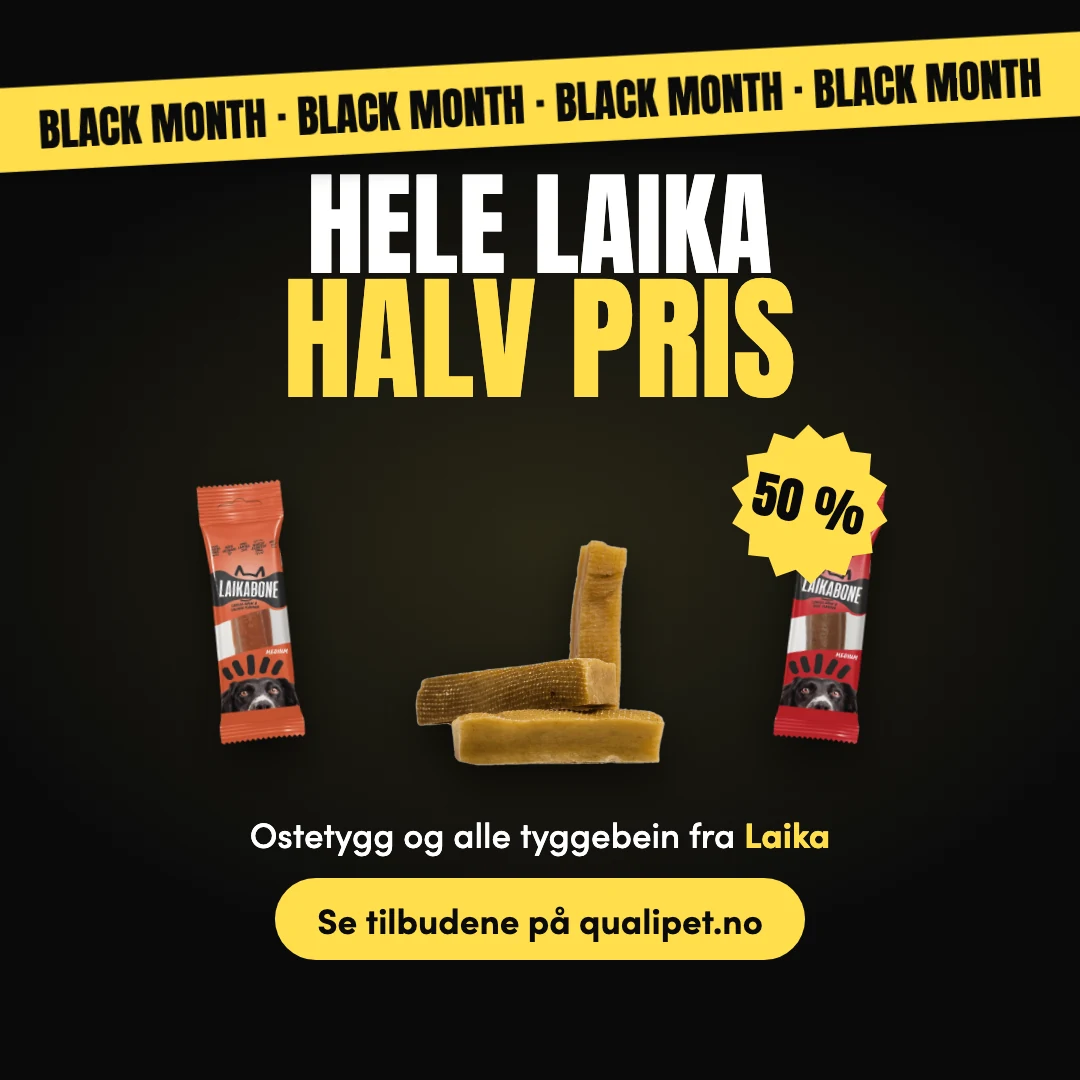 BLACK MONTH · BLACK MONTH · BLACK MONTH · BLACK MONTH
HELE LAIKA
HALV PRIS
50 %
LAIKABONE
MEDIUM
LAIKABONE
MEDIUM
Ostetygg og alle tyggebein fra Laika
Se tilbudene på qualipet.no